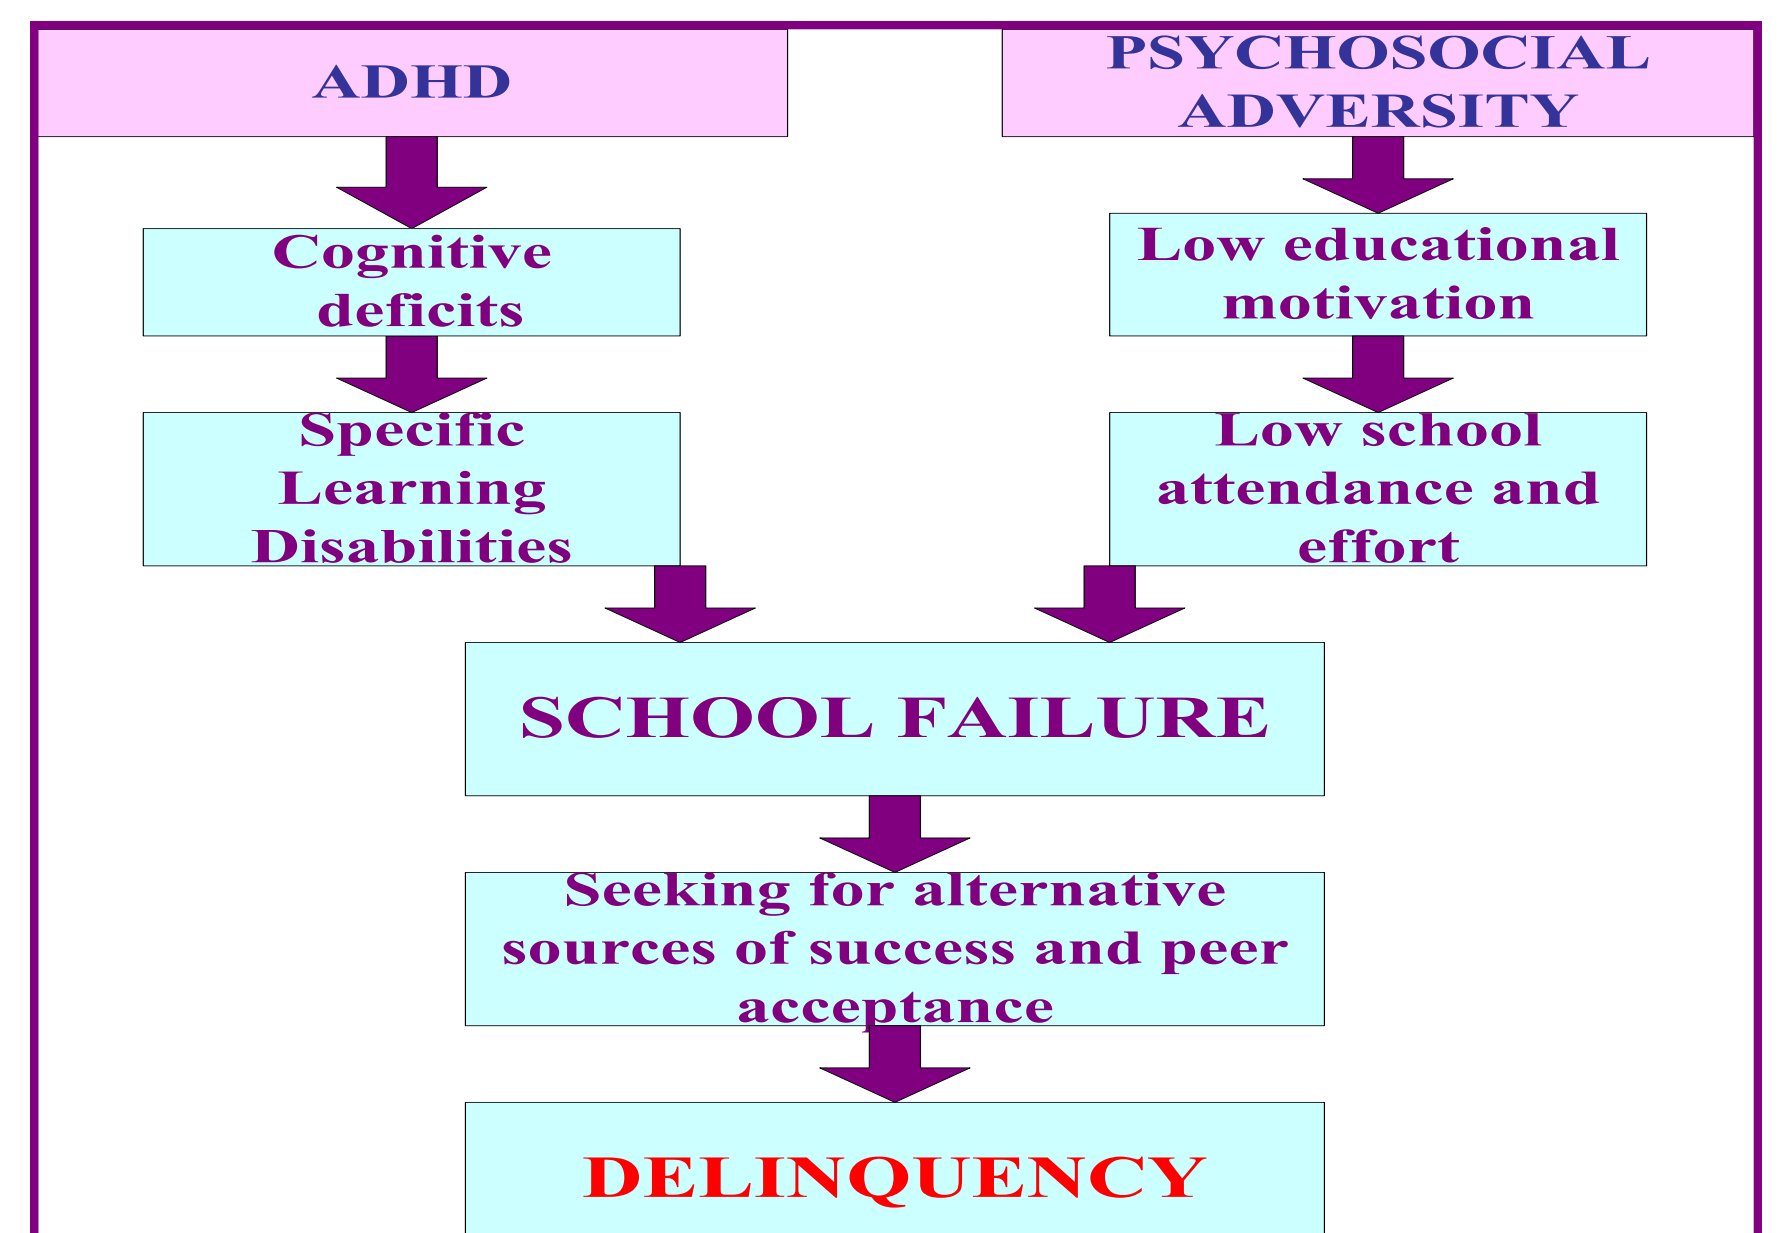 ADHD
PSYCHOSOCIAL
ADVERSITY
Cognitive
deficits
Low educational
motivation
Specific
Learning
Disabilities
Low school
attendance and
effort
SCHOOL FAILURE
Seeking for alternative
sources of success and peer
acceptance
DELINQUENCY